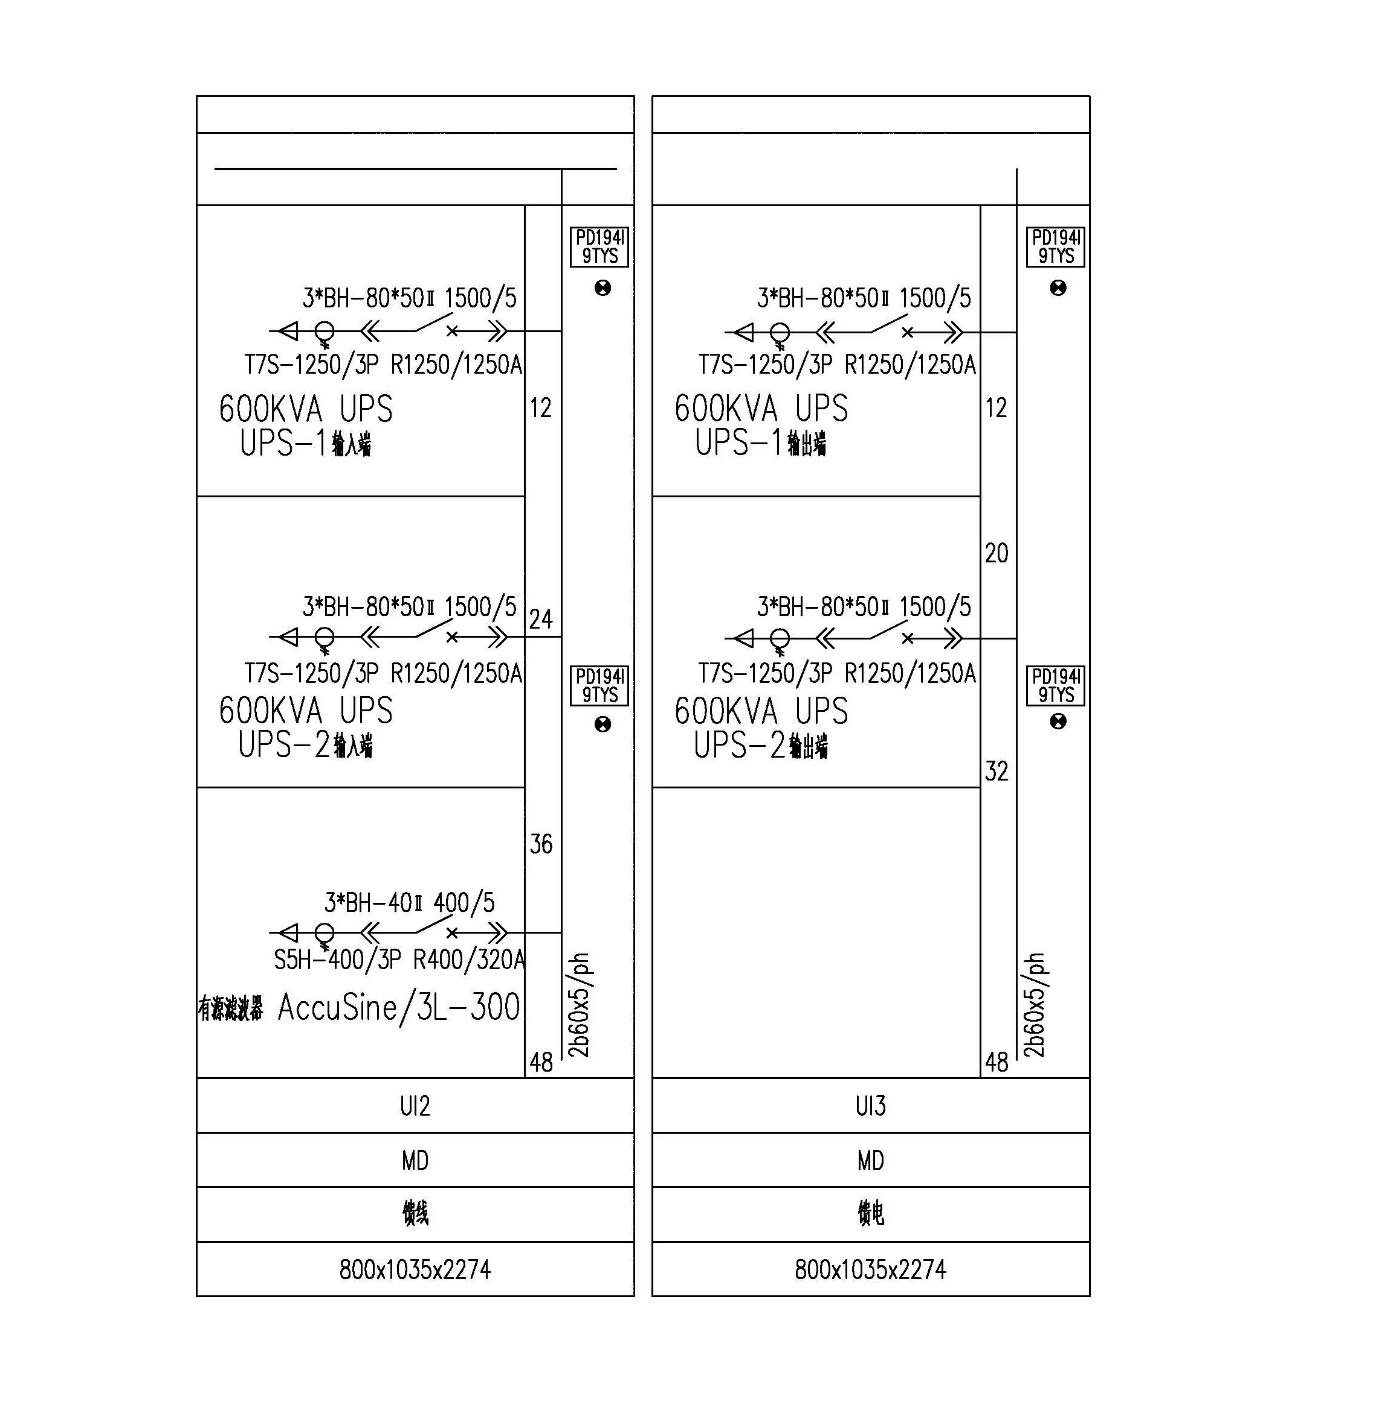 PD194I
9TYS
3*BH-80*50Ⅱ 1500/5
T7S-1250/3P R1250/1250A
600KVA UPS
12
UPS-1输入端
3*BH-80*50Ⅱ 1500/5
24
T7S-1250/3P R1250/1250A
PD194I
9TYS
600KVA UPS
UPS-2输入端
36
3*BH-40Ⅱ 400/5
S5H-400/3P R400/320A
有源滤波器 AccuSine/3L-300
2b60x5/ph
48
UI2
MD
馈线
800x1035x2274
PD194I
9TYS
3*BH-80*50Ⅱ 1500/5
T7S-1250/3P R1250/1250A
600KVA UPS
12
UPS-1输出端
20
3*BH-80*50Ⅱ 1500/5
T7S-1250/3P R1250/1250A
PD194I
9TYS
600KVA UPS
UPS-2输出端
32
2b60x5/ph
48
UI3
MD
馈电
800x1035x2274